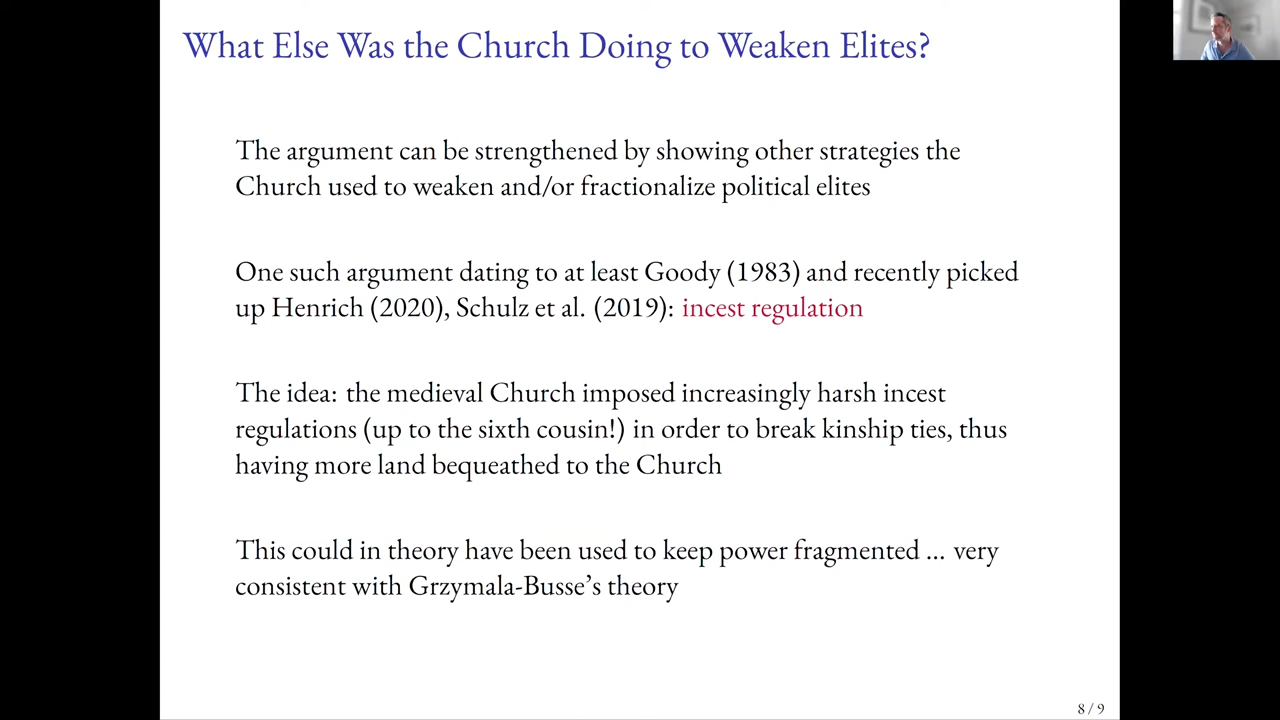 What Else Was the Church Doing to Weaken Elites?
The argument can be strengthened by showing other strategies the
Church used to weaken and/or fractionalize political elites
One such argument dating to at least Goody (1983) and recently picked
up Henrich (2020), Schulz et al. (2019): incest regulation
The idea: the medieval Church imposed increasingly harsh incest
regulations (up to the sixth cousin!) in order to break kinship ties, thus
having more land bequeathed to the Church
This could in theory have been used to keep power fragmented ... very
consistent with Grzymala-Busse’s theory
8 / 9